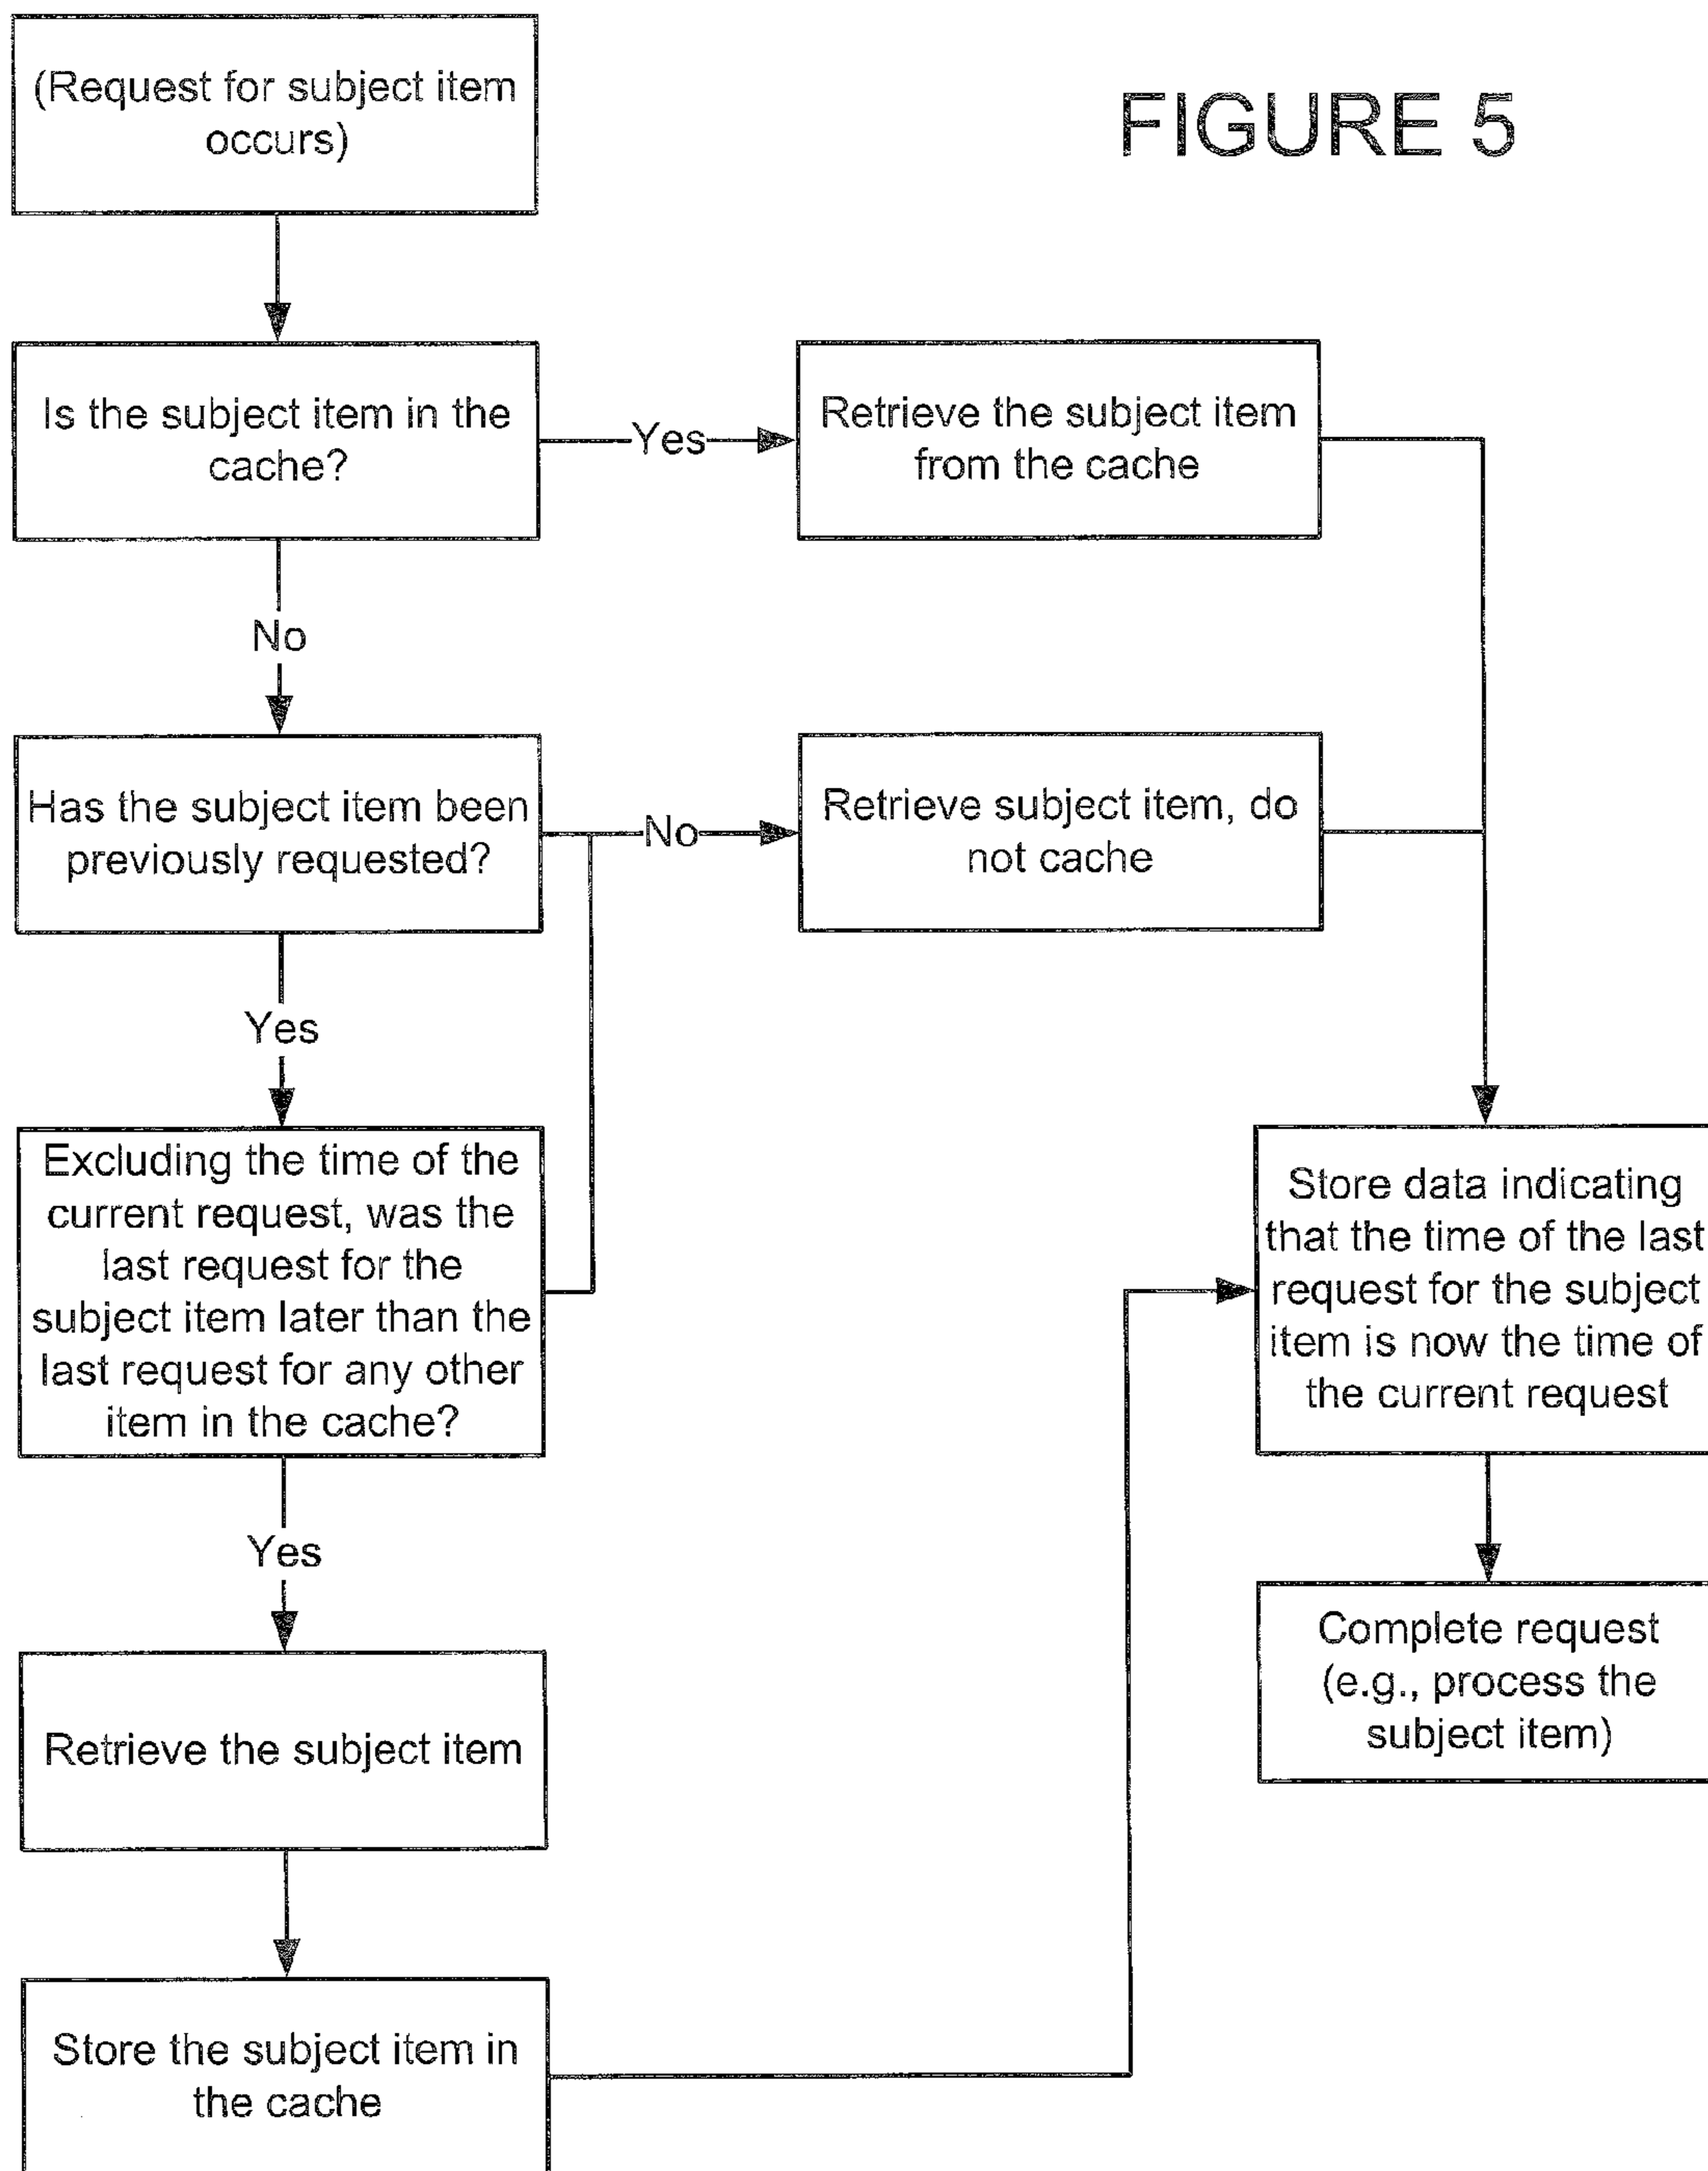 FIGURE 5
(Request for subject item
occurs)
Is the subject item in the
cache?
Yes
Retrieve the subject item
from the cache
No
Has the subject item been
previously requested?
No
Retrieve subject item, do
not cache
Yes
Excluding the time of the
current request, was the
last request for the
subject item later than the
last request for any other
item in the cache?
Store data indicating
that the time of the last
request for the subject
item is now the time of
the current request
Yes
Complete request
(e.g., process the
subject item)
Retrieve the subject item
Store the subject item in
the cache